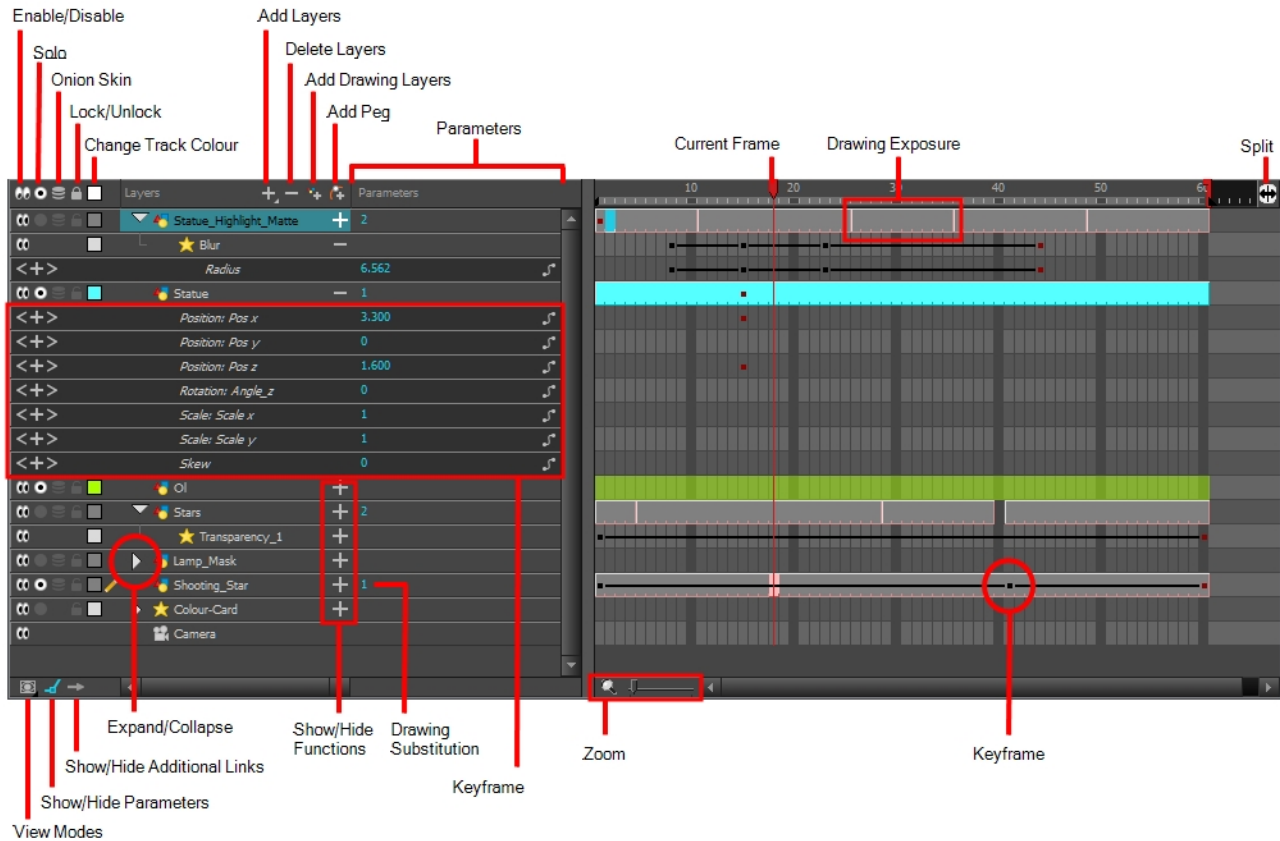 Enable/Disable
Add Layers
Solo
Delete Layers
Onion Skin
Add Drawing Layers
Lock/Unlock
Add Peg
Change Track Colour
Parameters
Current Frame
Drawing Exposure
Split
Layers
Parameters
10 20 30 40 50 60
Statue_Highlight_Matte 2
Blur
Radius 6.562
Statue 1
Position: Pos x 3.300
Position: Pos y 0
Position: Pos z 1.600
Rotation: Angle_z 0
Scale: Scale x 1
Scale: Scale y 1
Skew 0
Ol
Stars 2
Transparency_1
Lamp_Mask
Shooting_Star 1
Colour-Card
Camera
Expand/Collapse
Show/Hide Functions
Drawing Substitution
Zoom
Keyframe
Show/Hide Additional Links
Keyframe
Show/Hide Parameters
View Modes